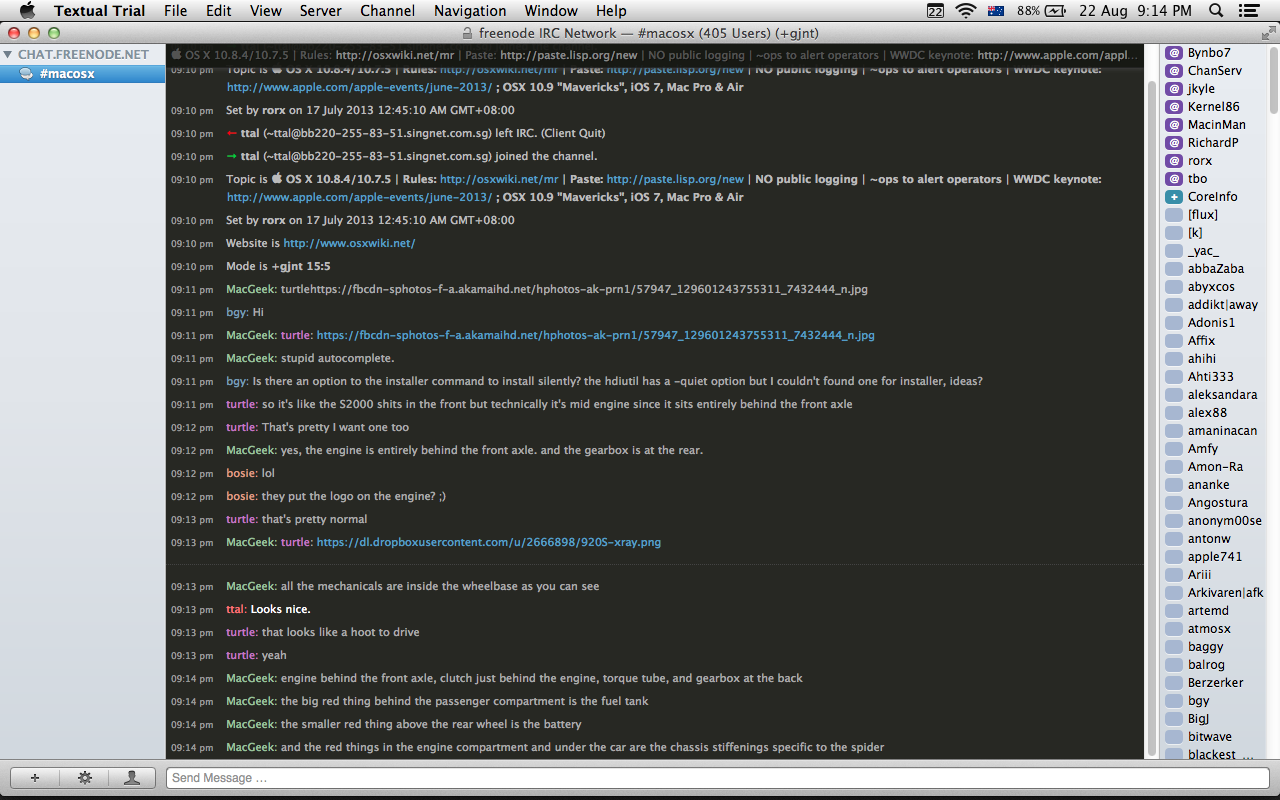 Textual Trial File Edit View Server Channel Navigation Window Help 22 88% 22 Aug 9:14 PM
freenode IRC Network — #macosx (405 Users) (+gjnt)
CHAT.FREENODE.NET
#macosx
OS X 10.8.4/10.7.5 | Rules: http://osxwiki.net/mr | Paste: http://paste.lisp.org/new | NO public logging | ~ops to alert operators | WWDC keynote: http://www.apple.com/appl...
09:10 pm Topic is OS X 10.8.4/10.7.5 | Rules: http://osxwiki.net/mr | Paste: http://paste.lisp.org/new | NO public logging | ~ops to alert operators | WWDC keynote:
http://www.apple.com/apple-events/june-2013/ ; OSX 10.9 "Mavericks", iOS 7, Mac Pro & Air
09:10 pm Set by rorx on 17 July 2013 12:45:10 AM GMT+08:00
09:10 pm ← ttal (~ttal@bb220-255-83-51.singnet.com.sg) left IRC. (Client Quit)
09:10 pm → ttal (~ttal@bb220-255-83-51.singnet.com.sg) joined the channel.
09:10 pm Topic is OS X 10.8.4/10.7.5 | Rules: http://osxwiki.net/mr | Paste: http://paste.lisp.org/new | NO public logging | ~ops to alert operators | WWDC keynote:
http://www.apple.com/apple-events/june-2013/ ; OSX 10.9 "Mavericks", iOS 7, Mac Pro & Air
09:10 pm Set by rorx on 17 July 2013 12:45:10 AM GMT+08:00
09:10 pm Website is http://www.osxwiki.net/
09:10 pm Mode is +gjnt 15:5
09:11 pm MacGeek: turtlehttps://fbcdn-sphotos-f-a.akamaihd.net/hphotos-ak-prn1/57947_129601243755311_7432444_n.jpg
09:11 pm bgy: Hi
09:11 pm MacGeek: turtle: https://fbcdn-sphotos-f-a.akamaihd.net/hphotos-ak-prn1/57947_129601243755311_7432444_n.jpg
09:11 pm MacGeek: stupid autocomplete.
09:11 pm bgy: Is there an option to the installer command to install silently? the hdiutil has a -quiet option but I couldn't found one for installer, ideas?
09:11 pm turtle: so it's like the S2000 shits in the front but technically it's mid engine since it sits entirely behind the front axle
09:12 pm turtle: That's pretty I want one too
09:12 pm MacGeek: yes, the engine is entirely behind the front axle. and the gearbox is at the rear.
09:12 pm bosie: lol
09:12 pm bosie: they put the logo on the engine? ;)
09:13 pm turtle: that's pretty normal
09:13 pm MacGeek: turtle: https://dl.dropboxusercontent.com/u/2666898/920S-xray.png
09:13 pm MacGeek: all the mechanicals are inside the wheelbase as you can see
09:13 pm ttal: Looks nice.
09:13 pm turtle: that looks like a hoot to drive
09:13 pm turtle: yeah
09:14 pm MacGeek: engine behind the front axle, clutch just behind the engine, torque tube, and gearbox at the back
09:14 pm MacGeek: the big red thing behind the passenger compartment is the fuel tank
09:14 pm MacGeek: the smaller red thing above the rear wheel is the battery
09:14 pm MacGeek: and the red things in the engine compartment and under the car are the chassis stiffenings specific to the spider
Send Message ...
@ Bynbo7
@ ChanServ
@ jkyle
@ Kernel86
@ MacinMan
@ RichardP
@ rorx
@ tbo
+ CoreInfo
[flux]
[k]
_yac_
abbaZaba
abyxcos
addikt|away
Adonis1
Affix
ahihi
Ahti333
aleksandara
alex88
amaninacan
Amfy
Amon-Ra
ananke
Angostura
anonym00se
antonw
apple741
Ariii
Arkivaren|afk
artemd
atmosx
baggy
balrog
Berzerker
bgy
BigJ
bitwave
blackest_...